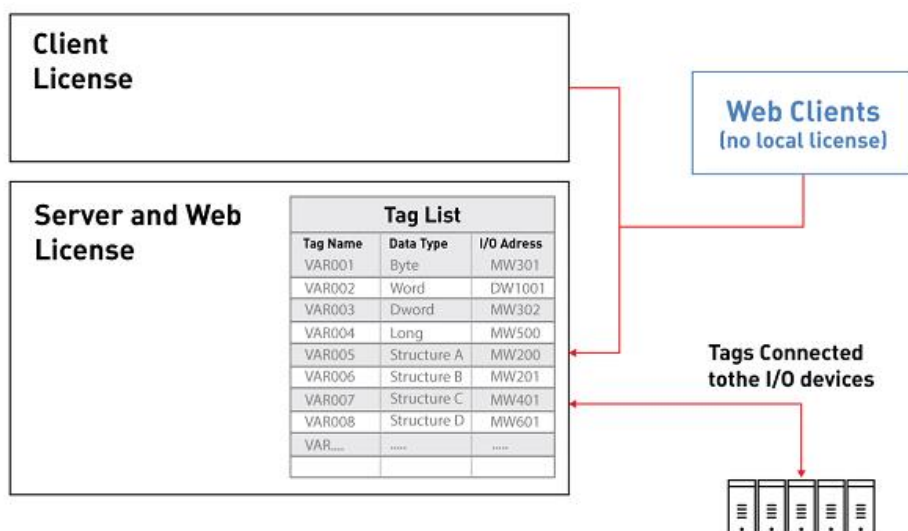 Client
License
Web Clients
(no local license)
Server and Web
License
Tag List
Tag Name Data Type I/O Adress
VAR001 Byte MW301
VAR002 Word DW1001
VAR003 Dword MW302
VAR004 Long MW500
VAR005 Structure A MW200
VAR006 Structure B MW201
VAR007 Structure C MW401
VAR008 Structure D MW601
VAR.... ..... .....
Tags Connected
tothe I/O devices